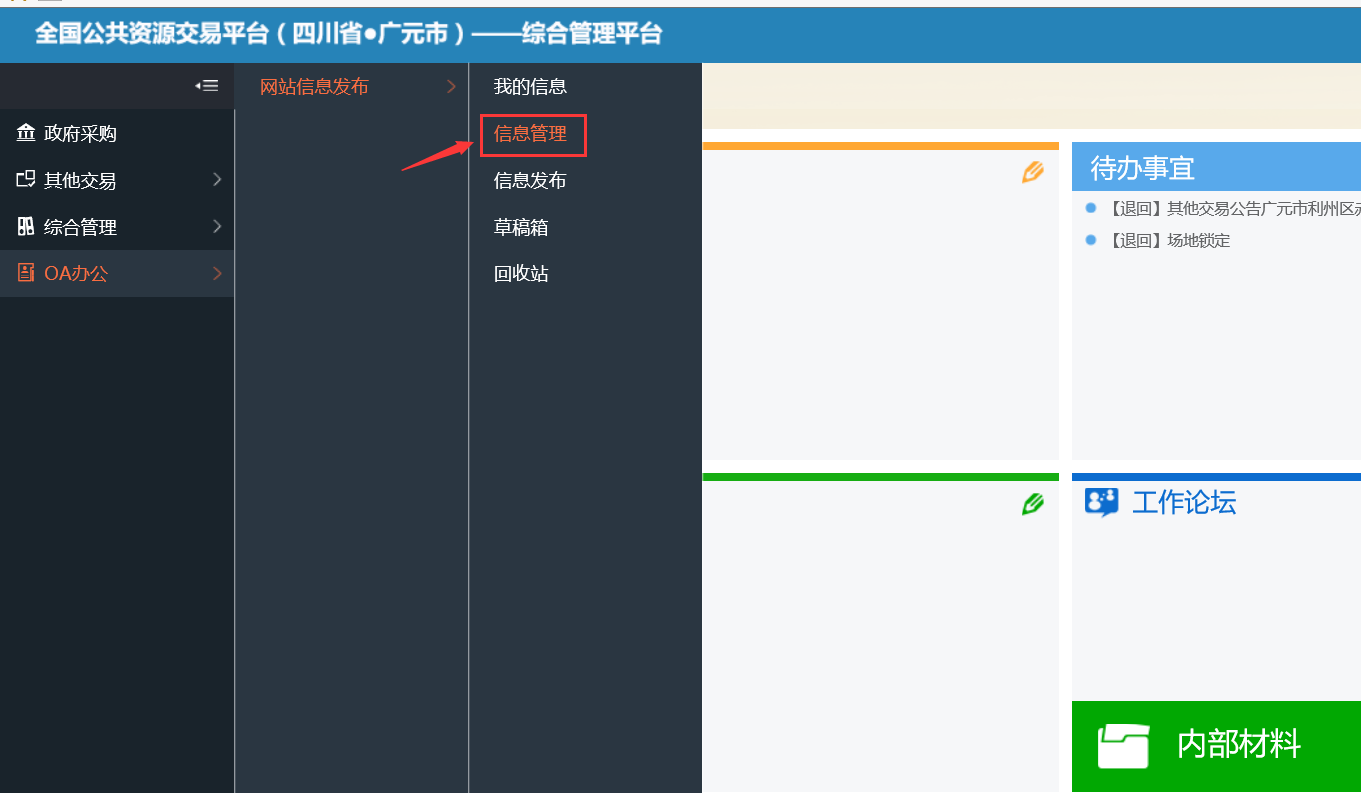 全国公共资源交易平台（四川省●广元市）——综合管理平台
政府采购
其他交易
综合管理
OA办公
网站信息发布
我的信息
信息管理
信息发布
草稿箱
回收站
待办事宜
【退回】其他交易公告广元市利州区
【退回】场地锁定
工作论坛
内部材料